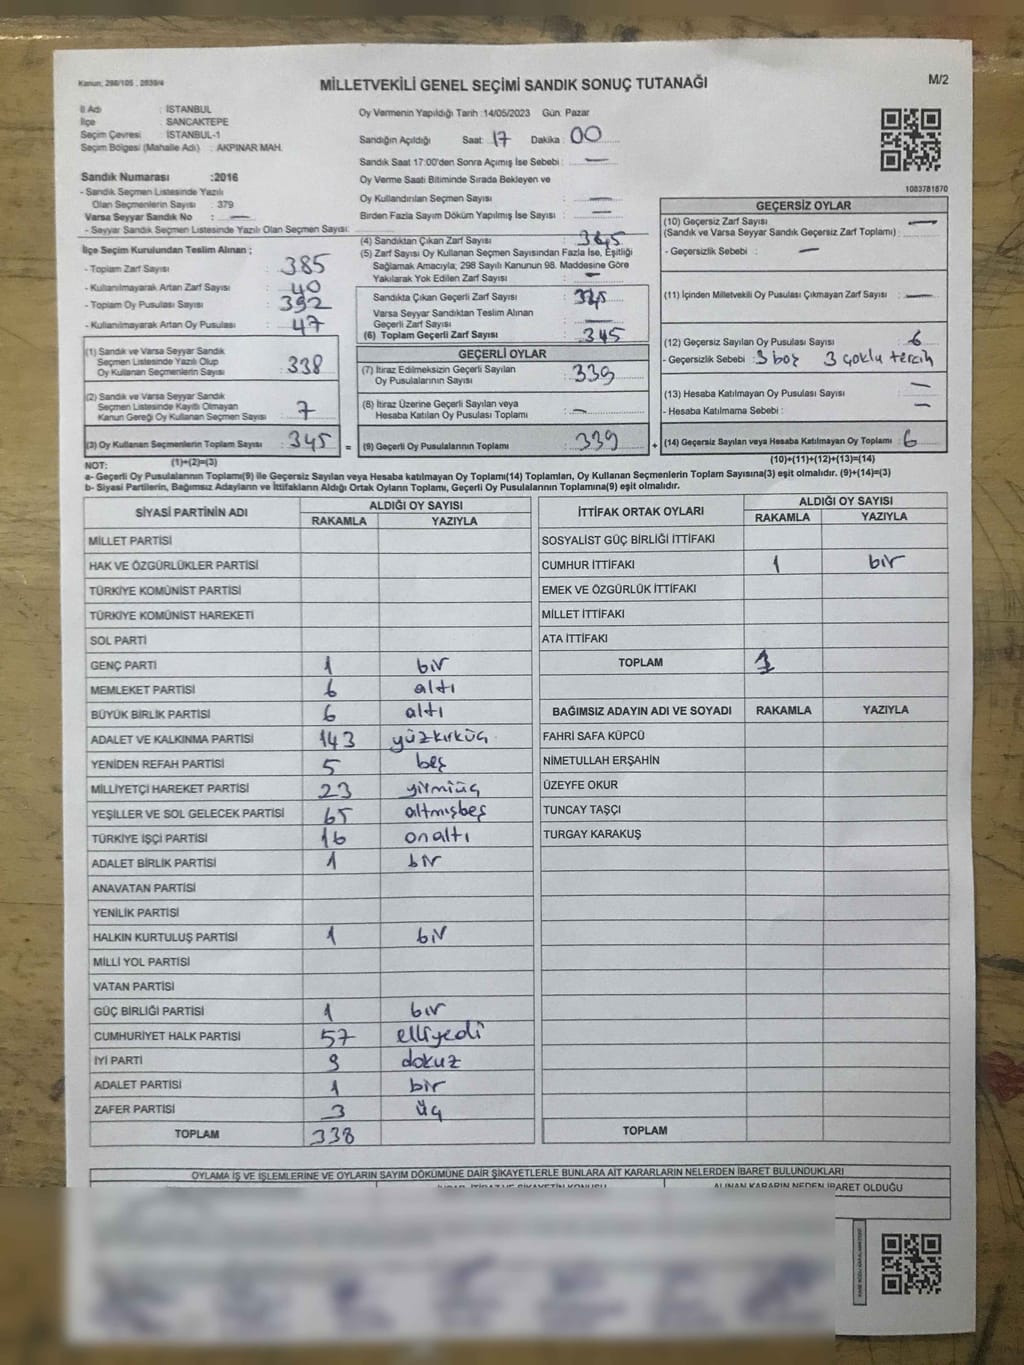 Kanun: 298/105 , 2839/4
MİLLETVEKİLİ GENEL SEÇİMİ SANDIK SONUÇ TUTANAĞI
M/2
İl Adı : İSTANBUL
İlçe : SANCAKTEPE
Seçim Çevresi : İSTANBUL-1
Seçim Bölgesi (Mahalle Adı) : AKPINAR MAH.
Oy Vermenin Yapıldığı Tarih :14/05/2023 Gün: Pazar
Sandığın Açıldığı Saat: 17 Dakika: 00
Sandık Saat 17:00'den Sonra Açımış İse Sebebi : —
Oy Verme Saati Bitiminde Sırada Bekleyen ve
Oy Kullandırılan Seçmen Sayısı : —
Birden Fazla Sayım Döküm Yapılmış İse Sayısı : —
1083781870
Sandık Numarası :2016
- Sandık Seçmen Listesinde Yazılı
Olan Seçmenlerin Sayısı : 379
Varsa Seyyar Sandık No : —
- Seyyar Sandık Seçmen Listesinde Yazılı Olan Seçmen Sayısı:
İlçe Seçim Kurulundan Teslim Alınan ;
- Toplam Zarf Sayısı : 385
- Kullanılmayarak Artan Zarf Sayısı : 40
- Toplam Oy Pusulası Sayısı : 392
- Kullanılmayarak Artan Oy Pusulası : 47
(1) Sandık ve Varsa Seyyar Sandık
Seçmen Listesinde Yazılı Olup
Oy Kullanan Seçmenlerin Sayısı : 338
(2) Sandık ve Varsa Seyyar Sandık
Seçmen Listesinde Kayıtlı Olmayan
Kanun Gereği Oy Kullanan Seçmen Sayısı : 7
(3) Oy Kullanan Seçmenlerin Toplam Sayısı : 345 =
(1)+(2)=(3)
(4) Sandıktan Çıkan Zarf Sayısı : 345
(5) Zarf Sayısı Oy Kullanan Seçmen Sayısından Fazla İse, Eşitliği
Sağlamak Amacıyla; 298 Sayılı Kanunun 98. Maddesine Göre
Yakılarak Yok Edilen Zarf Sayısı : —
Sandıkta Çıkan Geçerli Zarf Sayısı : 345
Varsa Seyyar Sandıktan Teslim Alınan
Geçerli Zarf Sayısı : —
(6) Toplam Geçerli Zarf Sayısı : 345
GEÇERLİ OYLAR
(7) İtiraz Edilmeksizin Geçerli Sayılan
Oy Pusulalarının Sayısı : 339
(8) İtiraz Üzerine Geçerli Sayılan veya
Hesaba Katılan Oy Pusulası Toplamı : —
(9) Geçerli Oy Pusulalarının Toplamı : 339 +
GEÇERSİZ OYLAR
(10) Geçersiz Zarf Sayısı : —
(Sandık ve Varsa Seyyar Sandık Geçersiz Zarf Toplamı)
- Geçersizlik Sebebi : —
(11) İçinden Milletvekili Oy Pusulası Çıkmayan Zarf Sayısı : —
(12) Geçersiz Sayılan Oy Pusulası Sayısı : 6
- Geçersizlik Sebebi : 3 boş 3 çoklu tercih
(13) Hesaba Katılmayan Oy Pusulası Sayısı : —
- Hesaba Katılmama Sebebi : —
(14) Geçersiz Sayılan veya Hesaba Katılmayan Oy Toplamı : 6
(10)+(11)+(12)+(13)=(14)
NOT:
a- Geçerli Oy Pusulalarının Toplamı(9) ile Geçersiz Sayılan veya Hesaba katılmayan Oy Toplamı(14) Toplamları, Oy Kullanan Seçmenlerin Toplam Sayısına(3) eşit olmalıdır. (9)+(14)=(3)
b- Siyasi Partilerin, Bağımsız Adayların ve İttifakların Aldığı Ortak Oyların Toplamı, Geçerli Oy Pusulalarının Toplamına(9) eşit olmalıdır.
SİYASİ PARTİNİN ADI ALDIĞI OY SAYISI
RAKAMLA YAZIYLA
MİLLET PARTİSİ
HAK VE ÖZGÜRLÜKLER PARTİSİ
TÜRKİYE KOMÜNİST PARTİSİ
TÜRKİYE KOMÜNİST HAREKETİ
SOL PARTİ
GENÇ PARTİ 1 bir
MEMLEKET PARTİSİ 6 altı
BÜYÜK BİRLİK PARTİSİ 6 altı
ADALET VE KALKINMA PARTİSİ 143 yüzkırküç
YENİDEN REFAH PARTİSİ 5 beş
MİLLİYETÇİ HAREKET PARTİSİ 23 yirmiüç
YEŞİLLER VE SOL GELECEK PARTİSİ 65 altmışbeş
TÜRKİYE İŞÇİ PARTİSİ 16 onaltı
ADALET BİRLİK PARTİSİ 1 bir
ANAVATAN PARTİSİ
YENİLİK PARTİSİ
HALKIN KURTULUŞ PARTİSİ 1 bir
MİLLİ YOL PARTİSİ
VATAN PARTİSİ
GÜÇ BİRLİĞİ PARTİSİ 1 bir
CUMHURİYET HALK PARTİSİ 57 elliyedi
İYİ PARTİ 9 dokuz
ADALET PARTİSİ 1 bir
ZAFER PARTİSİ 3 üç
TOPLAM 338
İTTİFAK ORTAK OYLARI ALDIĞI OY SAYISI
RAKAMLA YAZIYLA
SOSYALİST GÜÇ BİRLİĞİ İTTİFAKI
CUMHUR İTTİFAKI 1 bir
EMEK VE ÖZGÜRLÜK İTTİFAKI
MİLLET İTTİFAKI
ATA İTTİFAKI
TOPLAM 1
BAĞIMSIZ ADAYIN ADI VE SOYADI RAKAMLA YAZIYLA
FAHRİ SAFA KÜPCÜ
NİMETULLAH ERŞAHİN
ÜZEYFE OKUR
TUNCAY TAŞÇI
TURGAY KARAKUŞ
TOPLAM
OYLAMA İŞ VE İŞLEMLERİNE VE OYLARIN SAYIM DÖKÜMÜNE DAİR ŞİKAYETLERLE BUNLARA AİT KARARLARIN NELERDEN İBARET BULUNDUKLARI
ALINAN KARARIN NEDEN İBARET OLDUĞU